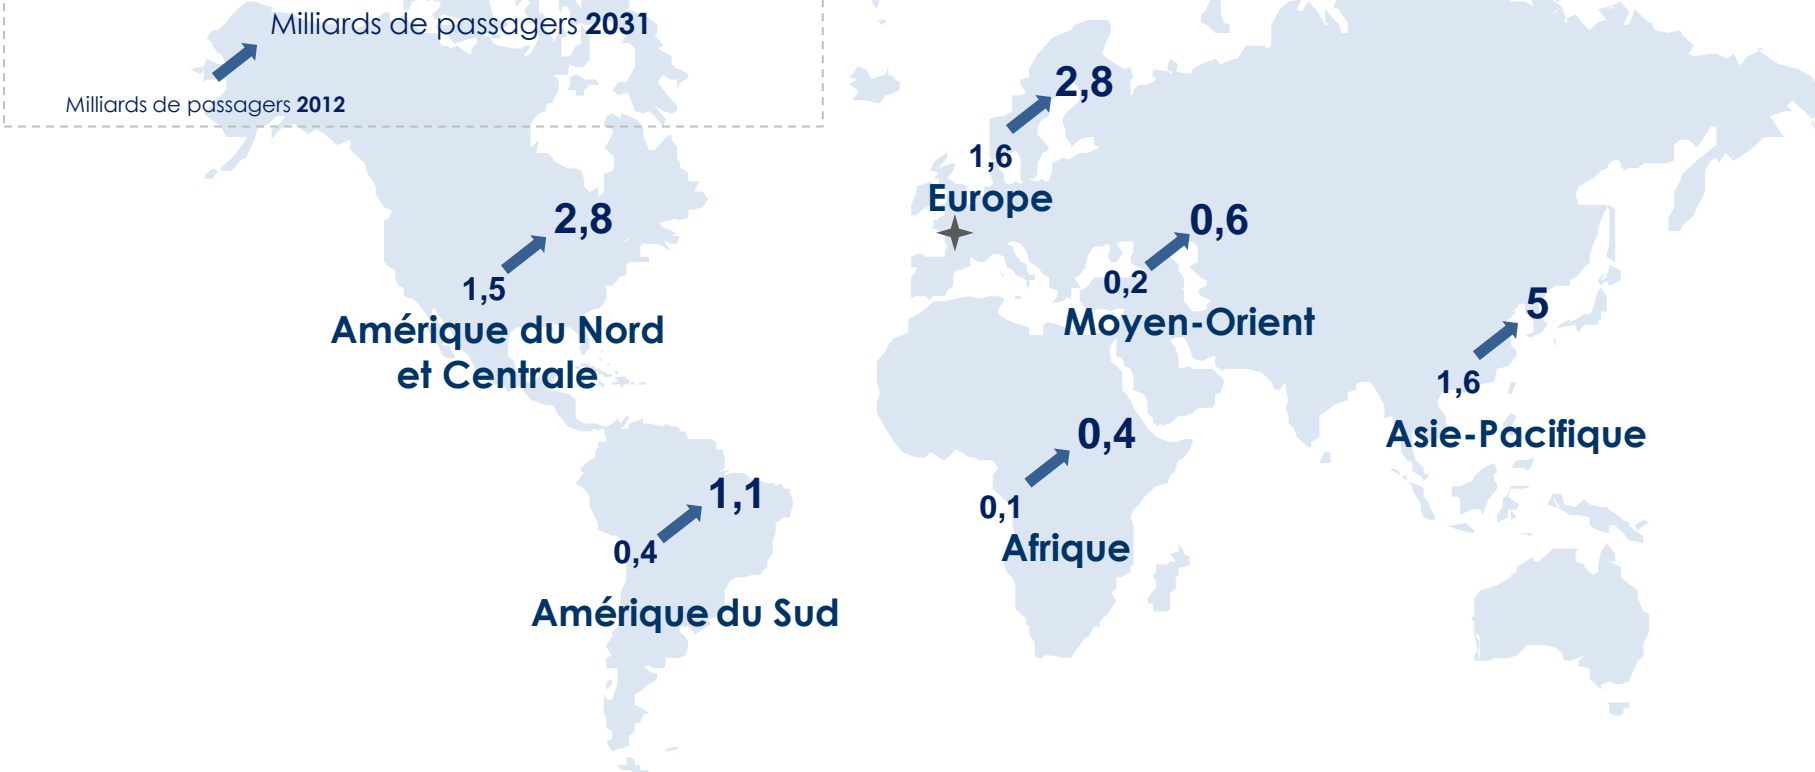 Milliards de passagers 2031
Milliards de passagers 2012
2,8
1,6
Europe
2,8
1,5
Amérique du Nord
et Centrale
0,6
0,2
Moyen-Orient
5
1,6
Asie-Pacifique
0,4
0,1
Afrique
1,1
0,4
Amérique du Sud